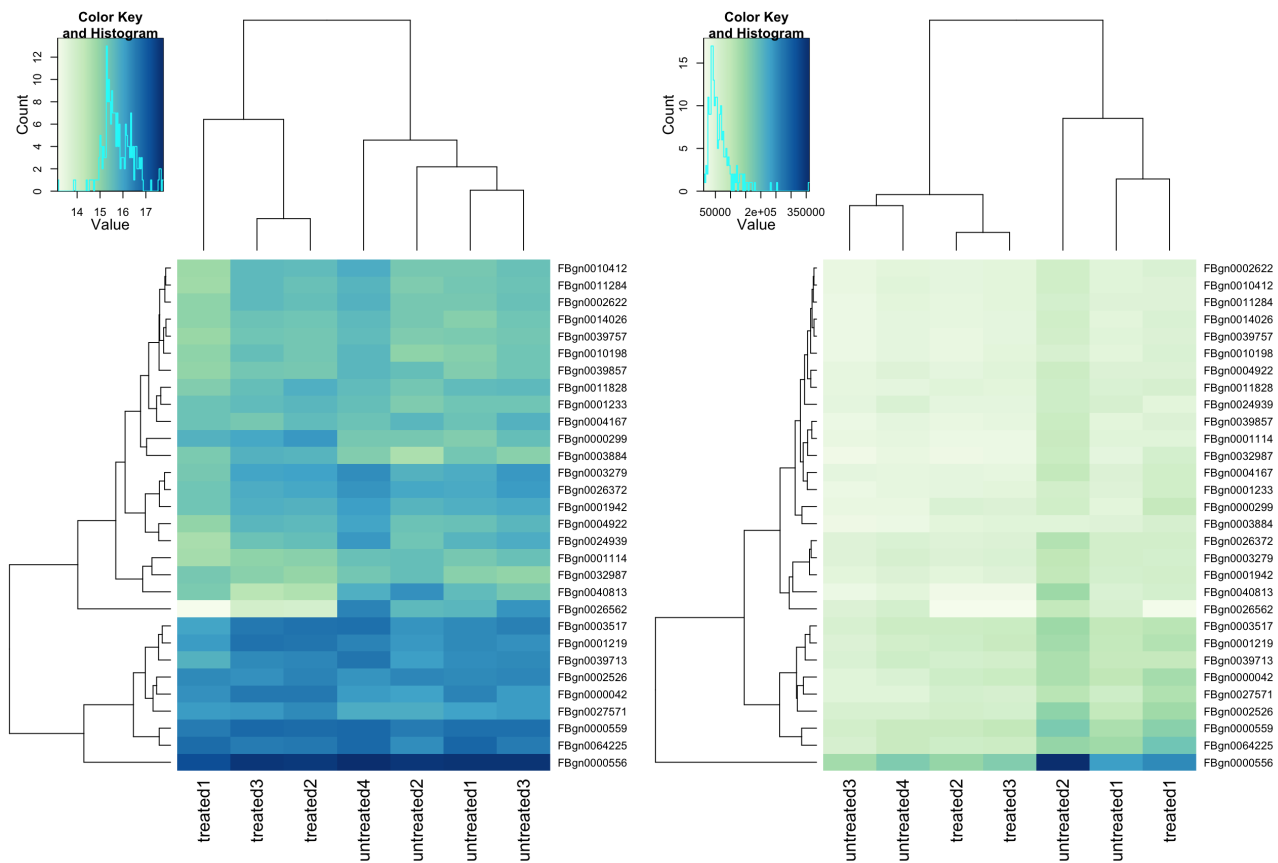 Color Key
and Histogram
Count
0 2 4 6 8 10 12
14 15 16 17
Value
FBgn0010412
FBgn0011284
FBgn0002622
FBgn0014026
FBgn0039757
FBgn0010198
FBgn0039857
FBgn0011828
FBgn0001233
FBgn0004167
FBgn0000299
FBgn0003884
FBgn0003279
FBgn0026372
FBgn0001942
FBgn0004922
FBgn0024939
FBgn0001114
FBgn0032987
FBgn0040813
FBgn0026562
FBgn0003517
FBgn0001219
FBgn0039713
FBgn0002526
FBgn0000042
FBgn0027571
FBgn0000559
FBgn0064225
FBgn0000556
treated1
treated3
treated2
untreated4
untreated2
untreated1
untreated3
Color Key
and Histogram
Count
0 5 10 15
50000 2e+05 350000
Value
FBgn0002622
FBgn0010412
FBgn0011284
FBgn0014026
FBgn0039757
FBgn0010198
FBgn0004922
FBgn0011828
FBgn0024939
FBgn0039857
FBgn0001114
FBgn0032987
FBgn0004167
FBgn0001233
FBgn0000299
FBgn0003884
FBgn0026372
FBgn0003279
FBgn0001942
FBgn0040813
FBgn0026562
FBgn0003517
FBgn0001219
FBgn0039713
FBgn0000042
FBgn0027571
FBgn0002526
FBgn0000559
FBgn0064225
FBgn0000556
untreated3
untreated4
treated2
treated3
untreated2
untreated1
treated1